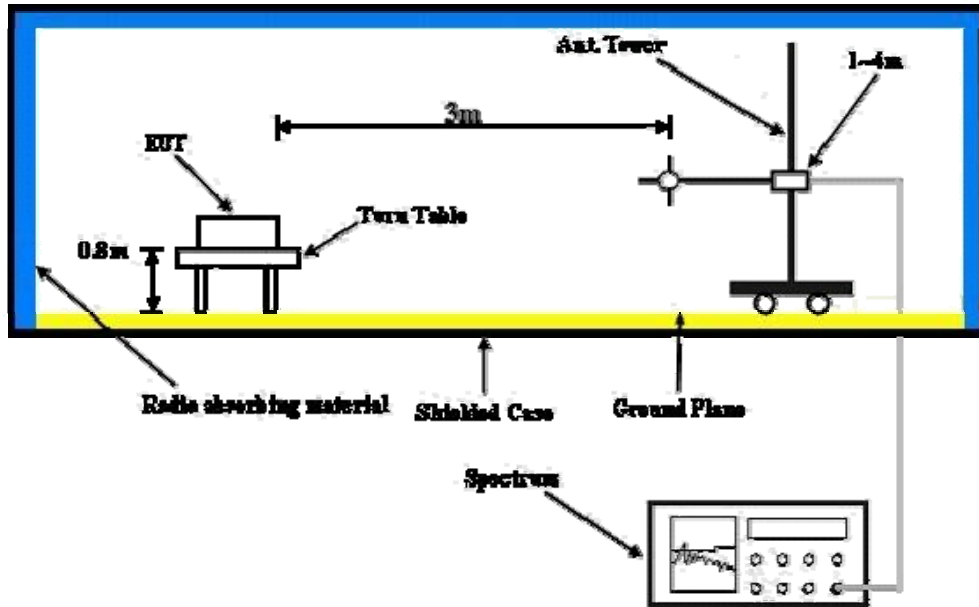 Ant. Tower
1~4m
3m
EUT
Turn Table
0.8m
Radio absorbing material
Shielded Case
Ground Plane
Spectrum